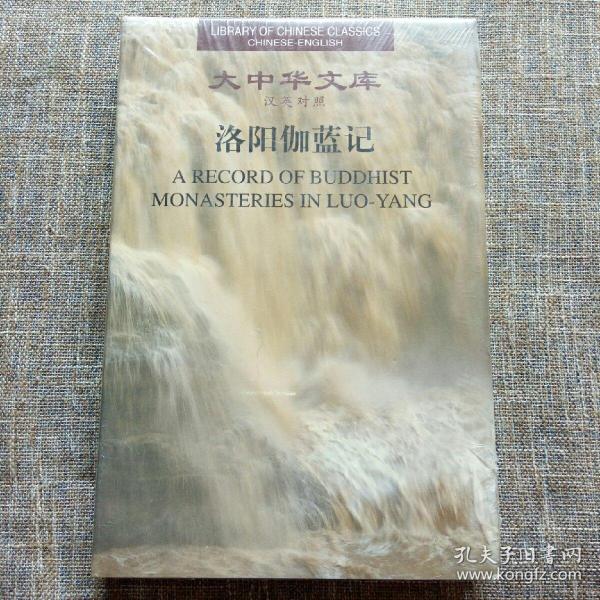 LIBRARY OF CHINESE CLASSICS
CHINESE-ENGLISH
大中华文库
汉英对照
洛阳伽蓝记
A RECORD OF BUDDHIST
MONASTERIES IN LUO-YANG
孔夫子旧书网
www.kongfz.com